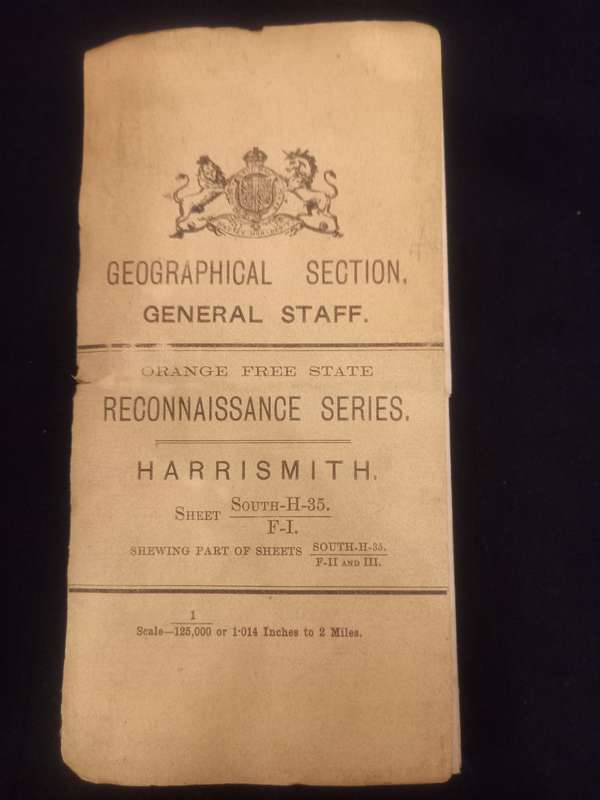 GEOGRAPHICAL SECTION,
GENERAL STAFF.
ORANGE FREE STATE
RECONNAISSANCE SERIES.
HARRISMITH.
SHEET SOUTH-H-35.
F-I.
SHEWING PART OF SHEETS SOUTH-H-35.
F-II AND III.
1
Scale—125,000 or 1·014 Inches to 2 Miles.